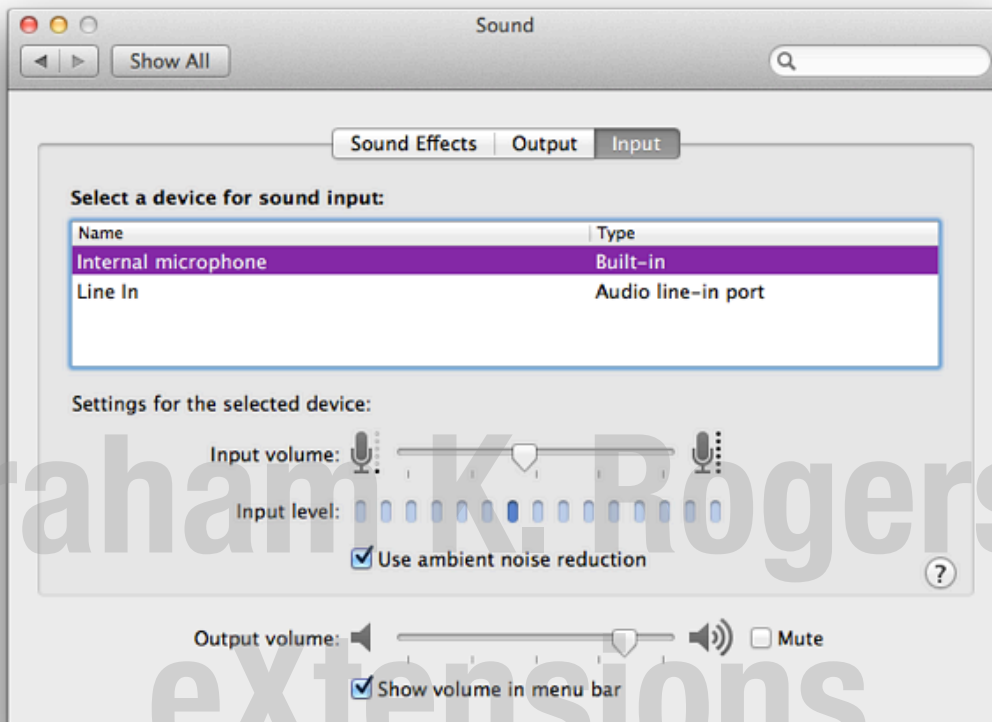 Sound
Show All
Sound Effects Output Input
Select a device for sound input:
Name Type
Internal microphone Built-in
Line In Audio line-in port
Settings for the selected device:
Input volume:
raham K. Rogers
Input level:
Use ambient noise reduction
?
Output volume: Mute
eXtensions
Show volume in menu bar